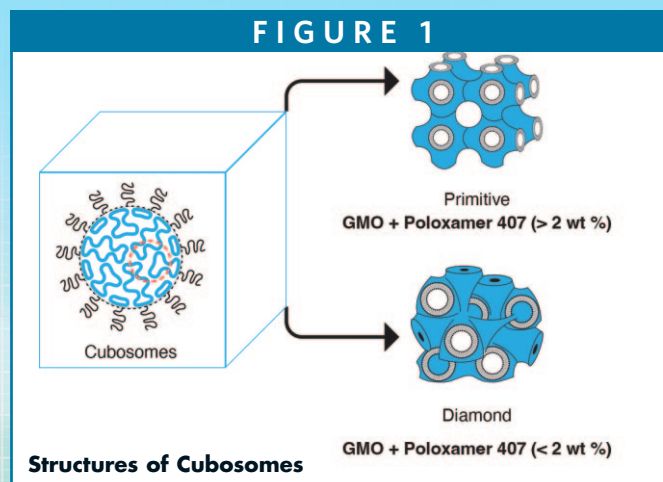 FIGURE 1
Primitive
GMO + Poloxamer 407 (> 2 wt %)
Cubosomes
Diamond
GMO + Poloxamer 407 (< 2 wt %)
Structures of Cubosomes